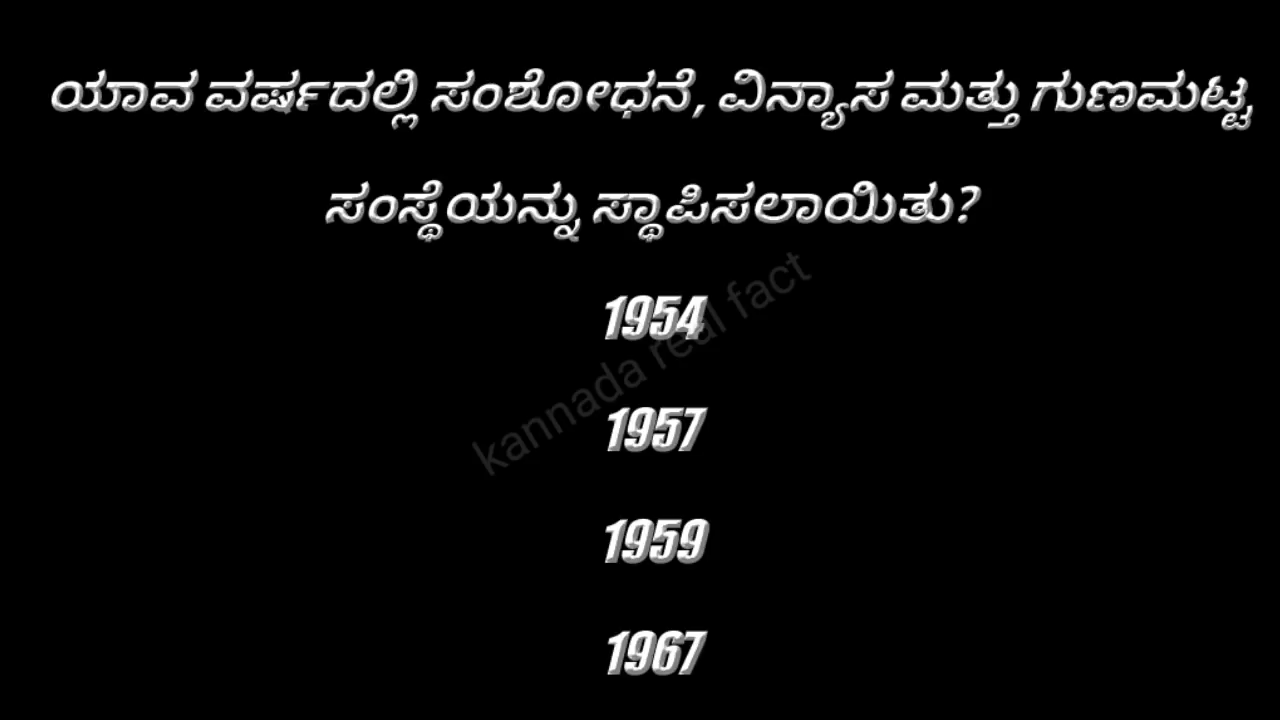 ಯಾವ ವರ್ಷದಲ್ಲಿ ಸಂಶೋಧನೆ, ವಿನ್ಯಾಸ ಮತ್ತು ಗುಣಮಟ್ಟ
ಸಂಸ್ಥೆಯನ್ನು ಸ್ಥಾಪಿಸಲಾಯಿತು?
1954
kannada real fact
1957
1959
1967